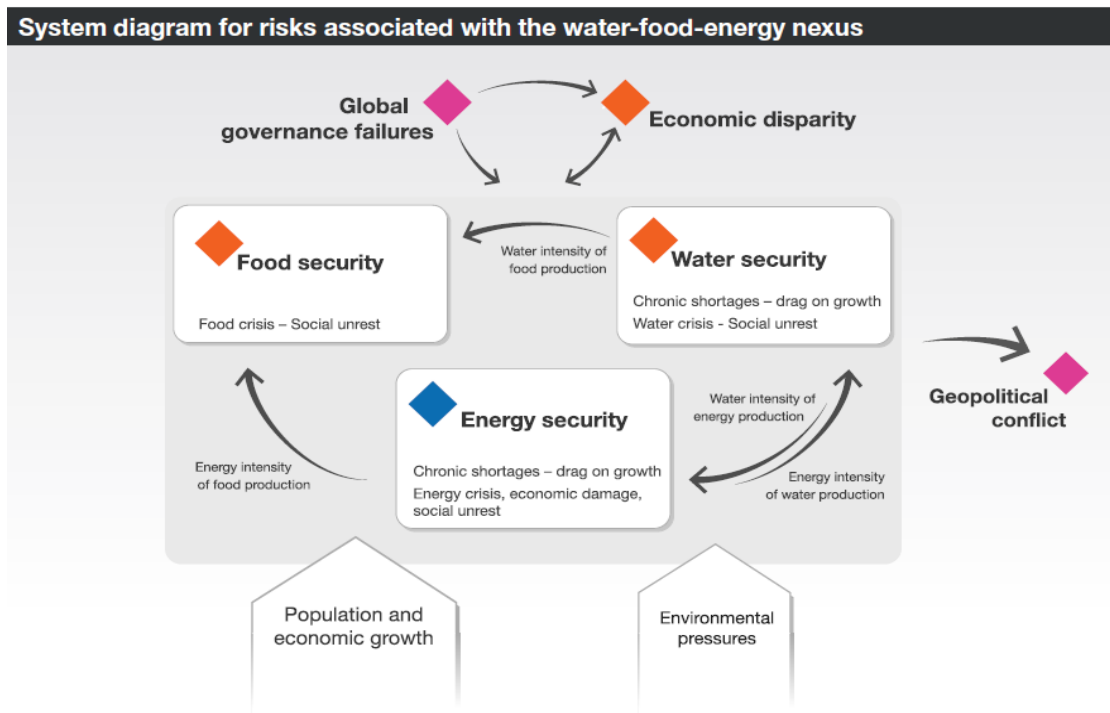 System diagram for risks associated with the water-food-energy nexus
Global
governance failures
Economic disparity
Food security
Food crisis – Social unrest
Water intensity of
food production
Water security
Chronic shortages – drag on growth
Water crisis - Social unrest
Geopolitical
conflict
Energy security
Chronic shortages – drag on growth
Energy crisis, economic damage,
social unrest
Water intensity of
energy production
Energy intensity
of food production
Energy intensity
of water production
Population and
economic growth
Environmental
pressures